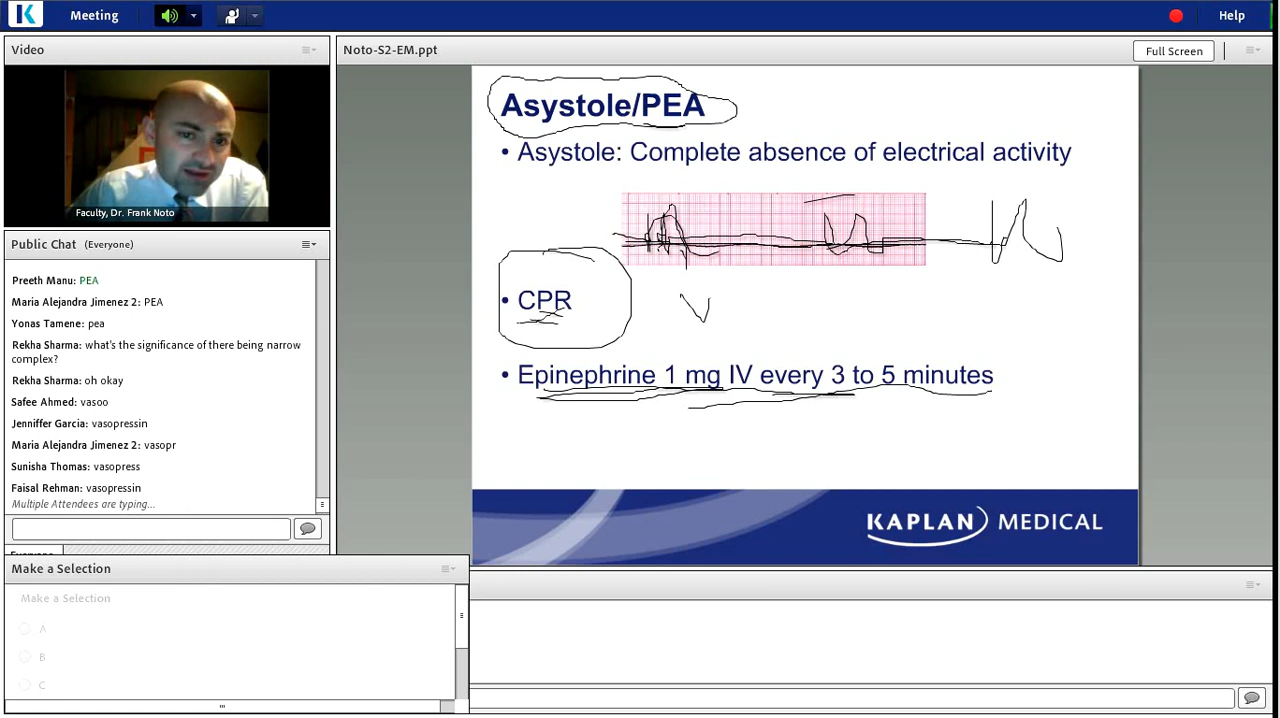 Meeting
Help
Video
Faculty, Dr. Frank Noto
Public Chat (Everyone)
Preeth Manu: PEA
Maria Alejandra Jimenez 2: PEA
Yonas Tamene: pea
Rekha Sharma: what's the significance of there being narrow
complex?
Rekha Sharma: oh okay
Safee Ahmed: vasoo
Jenniffer Garcia: vasopressin
Maria Alejandra Jimenez 2: vasopr
Sunisha Thomas: vasopress
Faisal Rehman: vasopressin
Multiple Attendees are typing...
Make a Selection
Make a Selection
A
B
C
Noto-S2-EM.ppt
Full Screen
Asystole/PEA
• Asystole: Complete absence of electrical activity
• CPR
V
• Epinephrine 1 mg IV every 3 to 5 minutes
KAPLAN MEDICAL